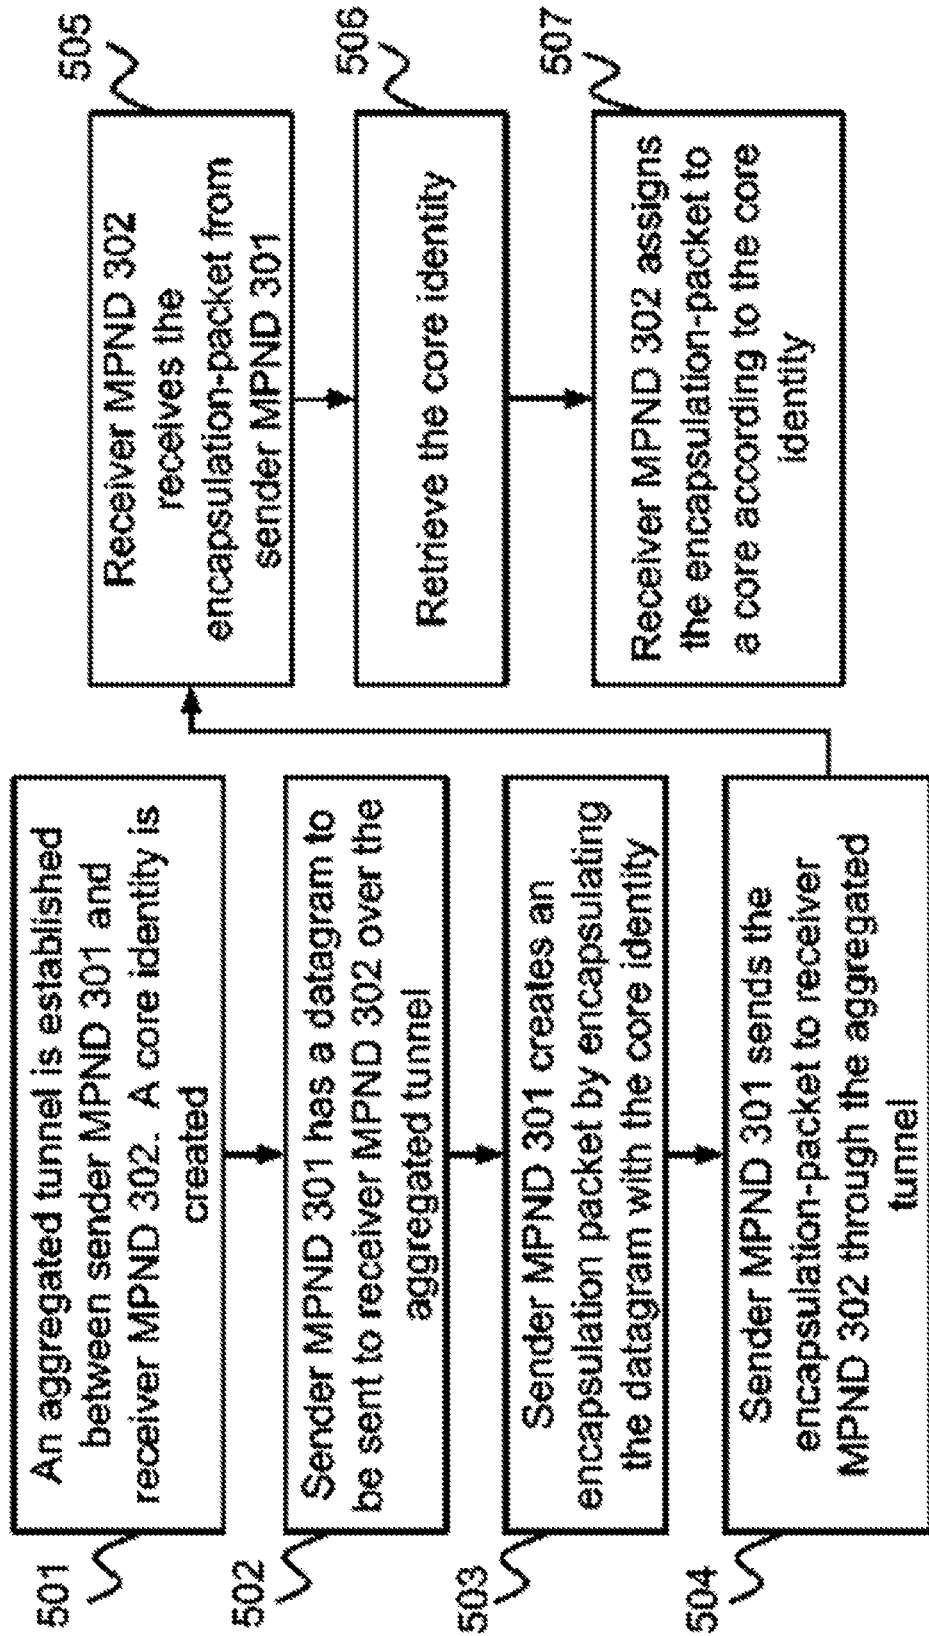 501
An aggregated tunnel is established
between sender MPND 301 and
receiver MPND 302. A core identity is
created
502
Sender MPND 301 has a datagram to
be sent to receiver MPND 302 over the
aggregated tunnel
503
Sender MPND 301 creates an
encapsulation packet by encapsulating
the datagram with the core identity
504
Sender MPND 301 sends the
encapsulation-packet to receiver
MPND 302 through the aggregated
tunnel
505
Receiver MPND 302
receives the
encapsulation-packet from
sender MPND 301
506
Retrieve the core identity
507
Receiver MPND 302 assigns
the encapsulation-packet to
a core according to the core
identity